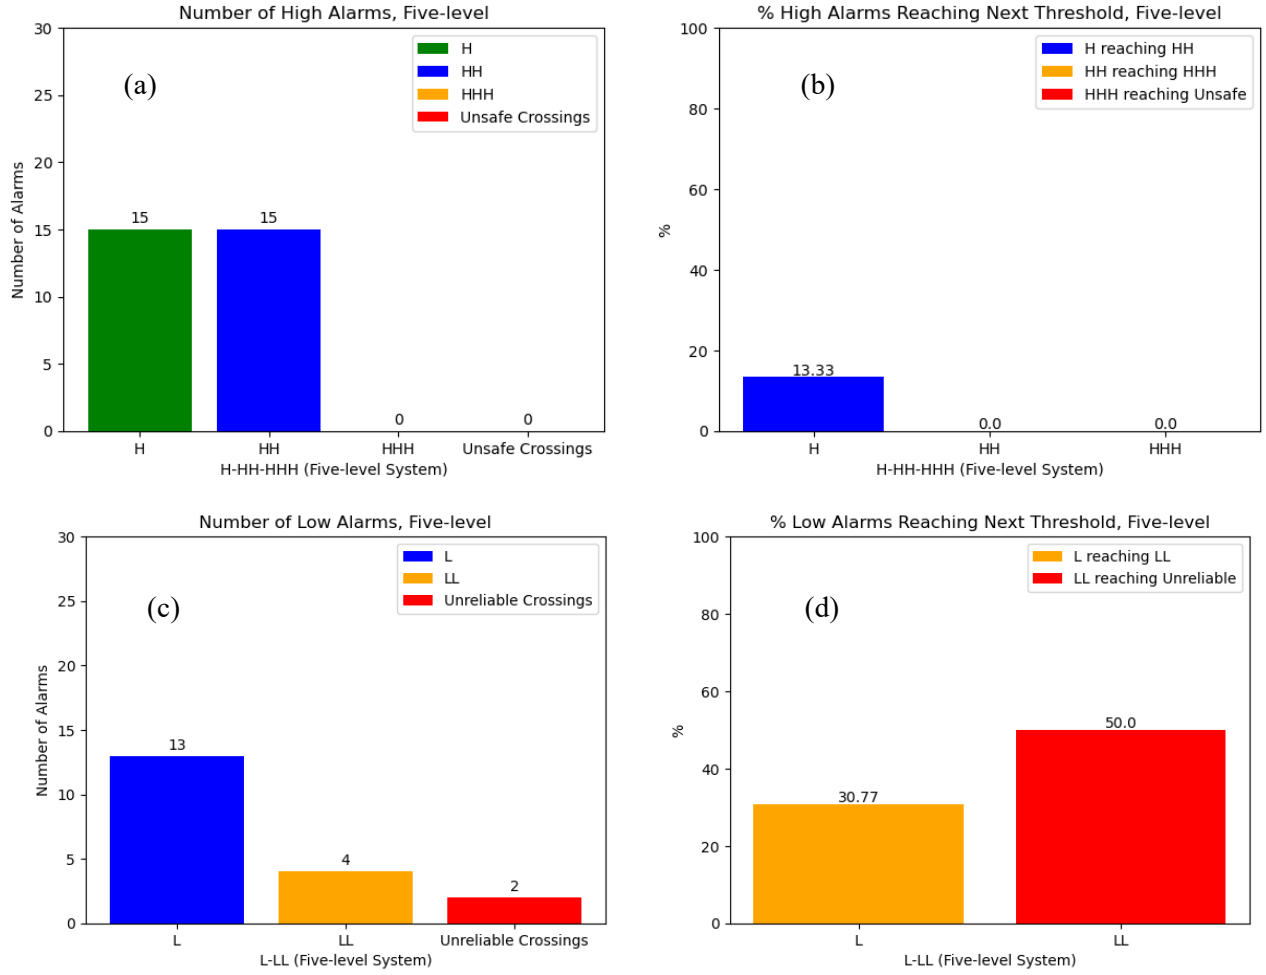 Number of High Alarms, Five-level
30
25
20
15
10
5
0
Number of Alarms
(a)
H
HH
HHH
Unsafe Crossings
15
15
0
0
H
HH
HHH
Unsafe Crossings
H-HH-HHH (Five-level System)
% High Alarms Reaching Next Threshold, Five-level
100
80
60
40
20
0
%
(b)
H reaching HH
HH reaching HHH
HHH reaching Unsafe
13.33
0.0
0.0
H
HH
HHH
H-HH-HHH (Five-level System)
Number of Low Alarms, Five-level
30
25
20
15
10
5
0
Number of Alarms
(c)
L
LL
Unreliable Crossings
13
4
2
L
LL
Unreliable Crossings
L-LL (Five-level System)
% Low Alarms Reaching Next Threshold, Five-level
100
80
60
40
20
0
%
(d)
L reaching LL
LL reaching Unreliable
30.77
50.0
L
LL
L-LL (Five-level System)